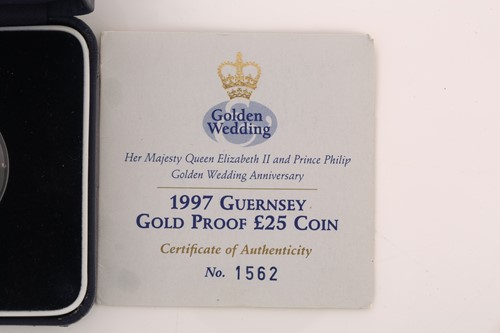 Golden
Wedding
Her Majesty Queen Elizabeth II and Prince Philip
Golden Wedding Anniversary
1997 GUERNSEY
GOLD PROOF £25 COIN
Certificate of Authenticity
No. 1562